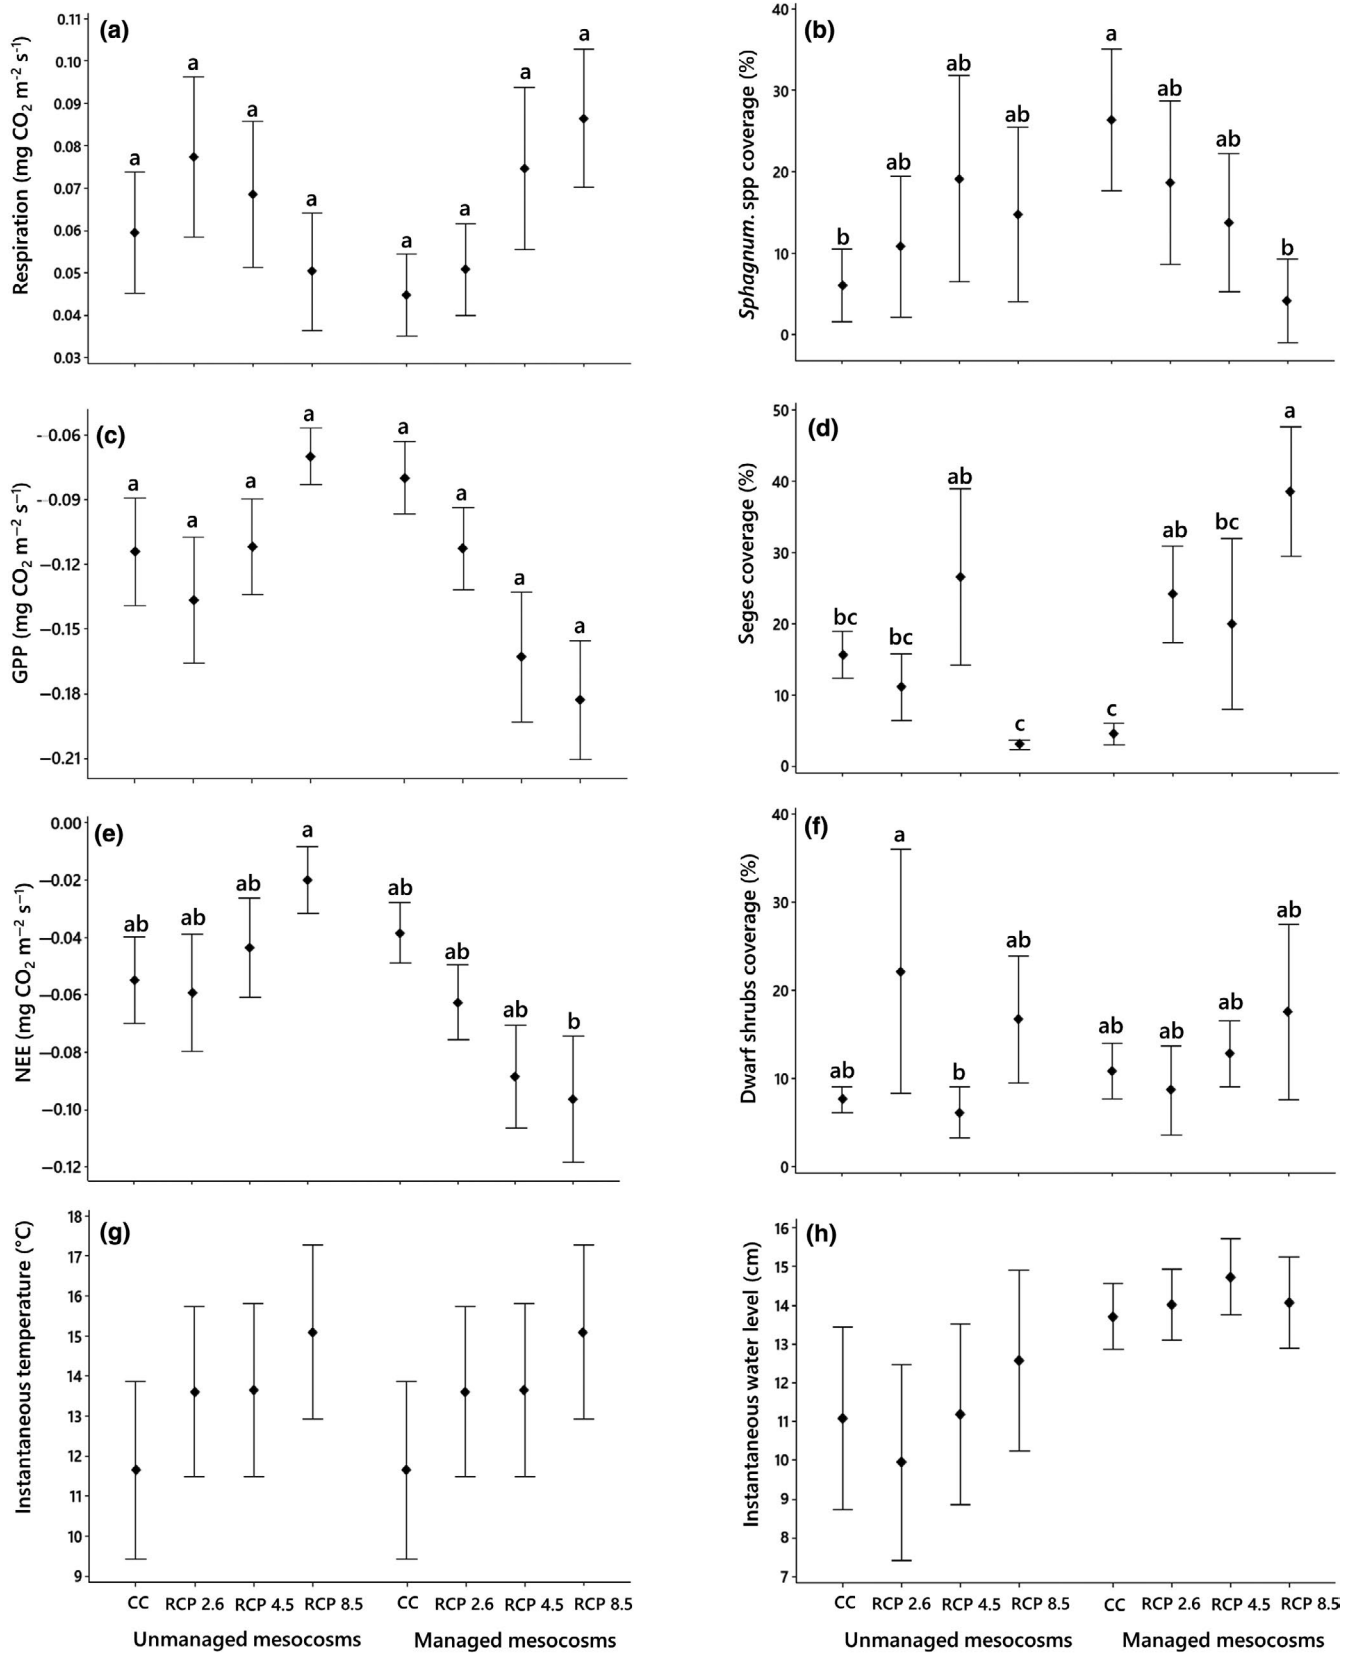 (a)
Respiration (mg CO2 m-2 s-1)
0.11
0.10
0.09
0.08
0.07
0.06
0.05
0.04
0.03
a a a a a a a a
(b)
Sphagnum. spp coverage (%)
40
30
20
10
0
b ab ab ab a ab ab b
(c)
GPP (mg CO2 m−2 s−1)
--0.06
--0.09
−0.12
−0.15
−0.18
−0.21
a a a a a a a a
(d)
Seges coverage (%)
50
40
30
20
10
0
bc bc ab c c ab bc a
(e)
NEE (mg CO2 m−2 s−1)
0.00
−0.02
−0.04
−0.06
−0.08
−0.10
−0.12
ab ab ab a ab ab ab b
(f)
Dwarf shrubs coverage (%)
40
30
20
10
0
ab a b ab ab ab ab ab
(g)
Instantaneous temperature (°C)
18
17
16
15
14
13
12
11
10
9
CC RCP 2.6 RCP 4.5 RCP 8.5 CC RCP 2.6 RCP 4.5 RCP 8.5
Unmanaged mesocosms Managed mesocosms
(h)
Instantaneous water level (cm)
16
15
14
13
12
11
10
9
8
7
CC RCP 2.6 RCP 4.5 RCP 8.5 CC RCP 2.6 RCP 4.5 RCP 8.5
Unmanaged mesocosms Managed mesocosms